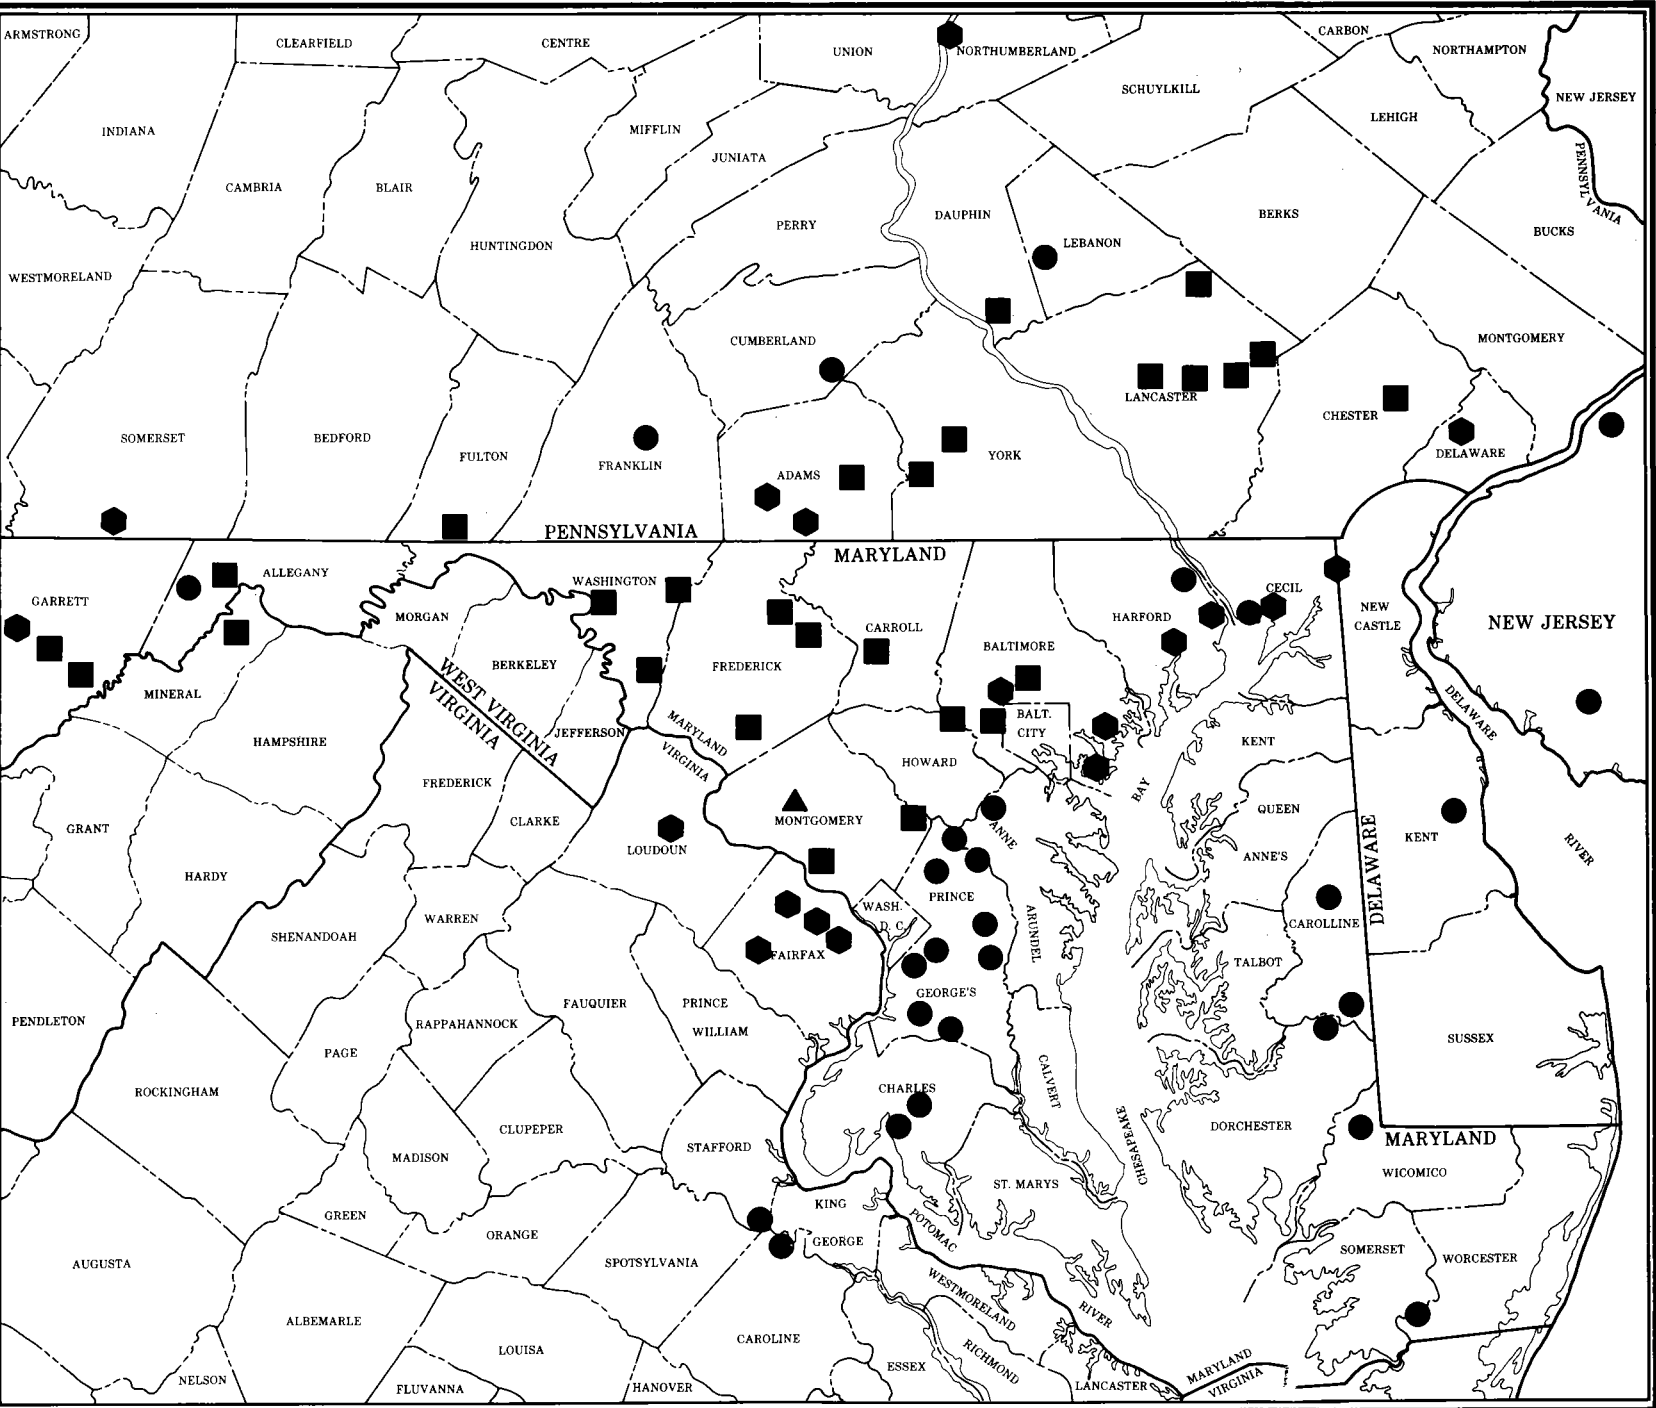 ARMSTRONG
CLEARFIELD
CENTRE
UNION
NORTHUMBERLAND
CARBON
NORTHAMPTON
SCHUYLKILL
NEW JERSEY
LEHIGH
INDIANA
MIFFLIN
JUNIATA
PENNSYLVANIA
CAMBRIA
BLAIR
PERRY
DAUPHIN
BERKS
BUCKS
HUNTINGDON
LEBANON
WESTMORELAND
CUMBERLAND
MONTGOMERY
LANCASTER
CHESTER
SOMERSET
BEDFORD
FULTON
FRANKLIN
ADAMS
YORK
DELAWARE
PENNSYLVANIA
MARYLAND
ALLEGANY
WASHINGTON
GARRETT
MORGAN
CARROLL
HARFORD
CECIL
NEW
CASTLE
NEW JERSEY
BALTIMORE
FREDERICK
BERKELEY
WEST VIRGINIA
VIRGINIA
MINERAL
DELAWARE
BALT.
CITY
MARYLAND
VIRGINIA
JEFFERSON
HAMPSHIRE
KENT
HOWARD
FREDERICK
BAY
QUEEN
ANNE'S
CLARKE
MONTGOMERY
ANNE
GRANT
LOUDOUN
KENT
RIVER
DELAWARE
HARDY
PRINCE
WASH.
D. C.
WARREN
CAROLLINE
ARUNDEL
SHENANDOAH
FAIRFAX
TALBOT
GEORGE'S
FAUQUIER
PRINCE
WILLIAM
PENDLETON
RAPPAHANNOCK
SUSSEX
PAGE
CALVERT
CHARLES
ROCKINGHAM
CHESAPEAKE
CLUPEPER
DORCHESTER
MARYLAND
STAFFORD
MADISON
WICOMICO
ST. MARYS
KING
GEORGE
GREEN
POTOMAC
ORANGE
SOMERSET
WORCESTER
AUGUSTA
SPOTSYLVANIA
WESTMORELAND
RIVER
ALBEMARLE
CAROLINE
LOUISA
RICHMOND
ESSEX
MARYLAND
VIRGINIA
NELSON
FLUVANNA
HANOVER
LANCASTER